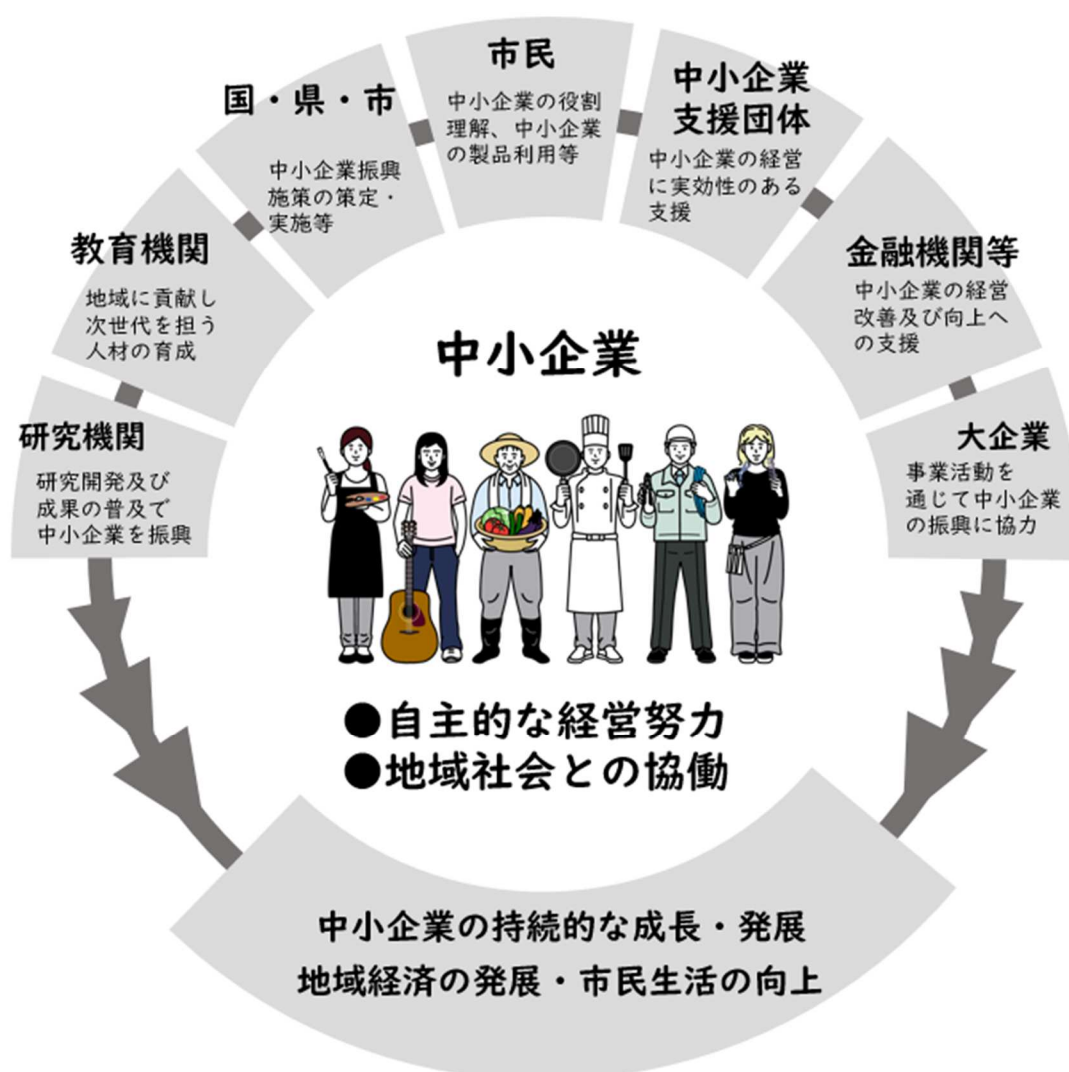 市民
中小企業の役割
理解、中小企業
の製品利用等
国・県・市
中小企業振興
施策の策定・
実施等
中小企業
支援団体
中小企業の経営
に実効性のある
支援
教育機関
地域に貢献し
次世代を担う
人材の育成
金融機関等
中小企業の経営
改善及び向上へ
の支援
研究機関
研究開発及び
成果の普及で
中小企業を振興
大企業
事業活動を
通じて中小企業
の振興に協力
中小企業
●自主的な経営努力
●地域社会との協働
中小企業の持続的な成長・発展
地域経済の発展・市民生活の向上